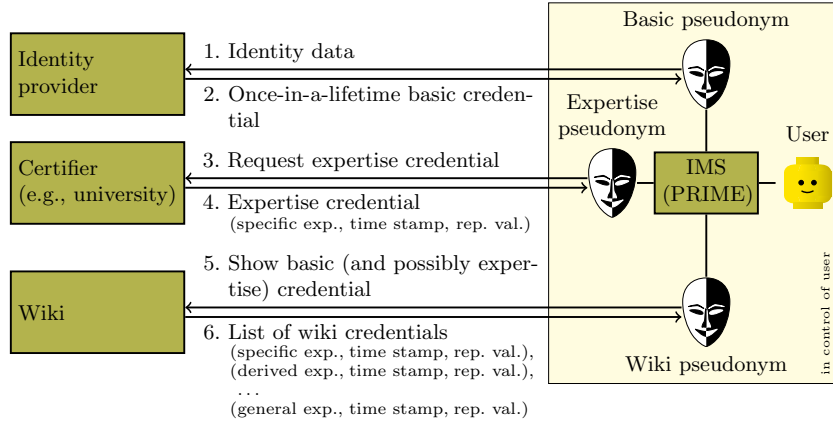 Basic pseudonym
Identity
provider
1. Identity data
2. Once-in-a-lifetime basic creden-
tial
Expertise
pseudonym
User
Certifier
(e.g., university)
3. Request expertise credential
4. Expertise credential
(specific exp., time stamp, rep. val.)
IMS
(PRIME)
Wiki
5. Show basic (and possibly exper-
tise) credential
6. List of wiki credentials
(specific exp., time stamp, rep. val.),
(derived exp., time stamp, rep. val.),
...
(general exp., time stamp, rep. val.)
Wiki pseudonym
in control of user